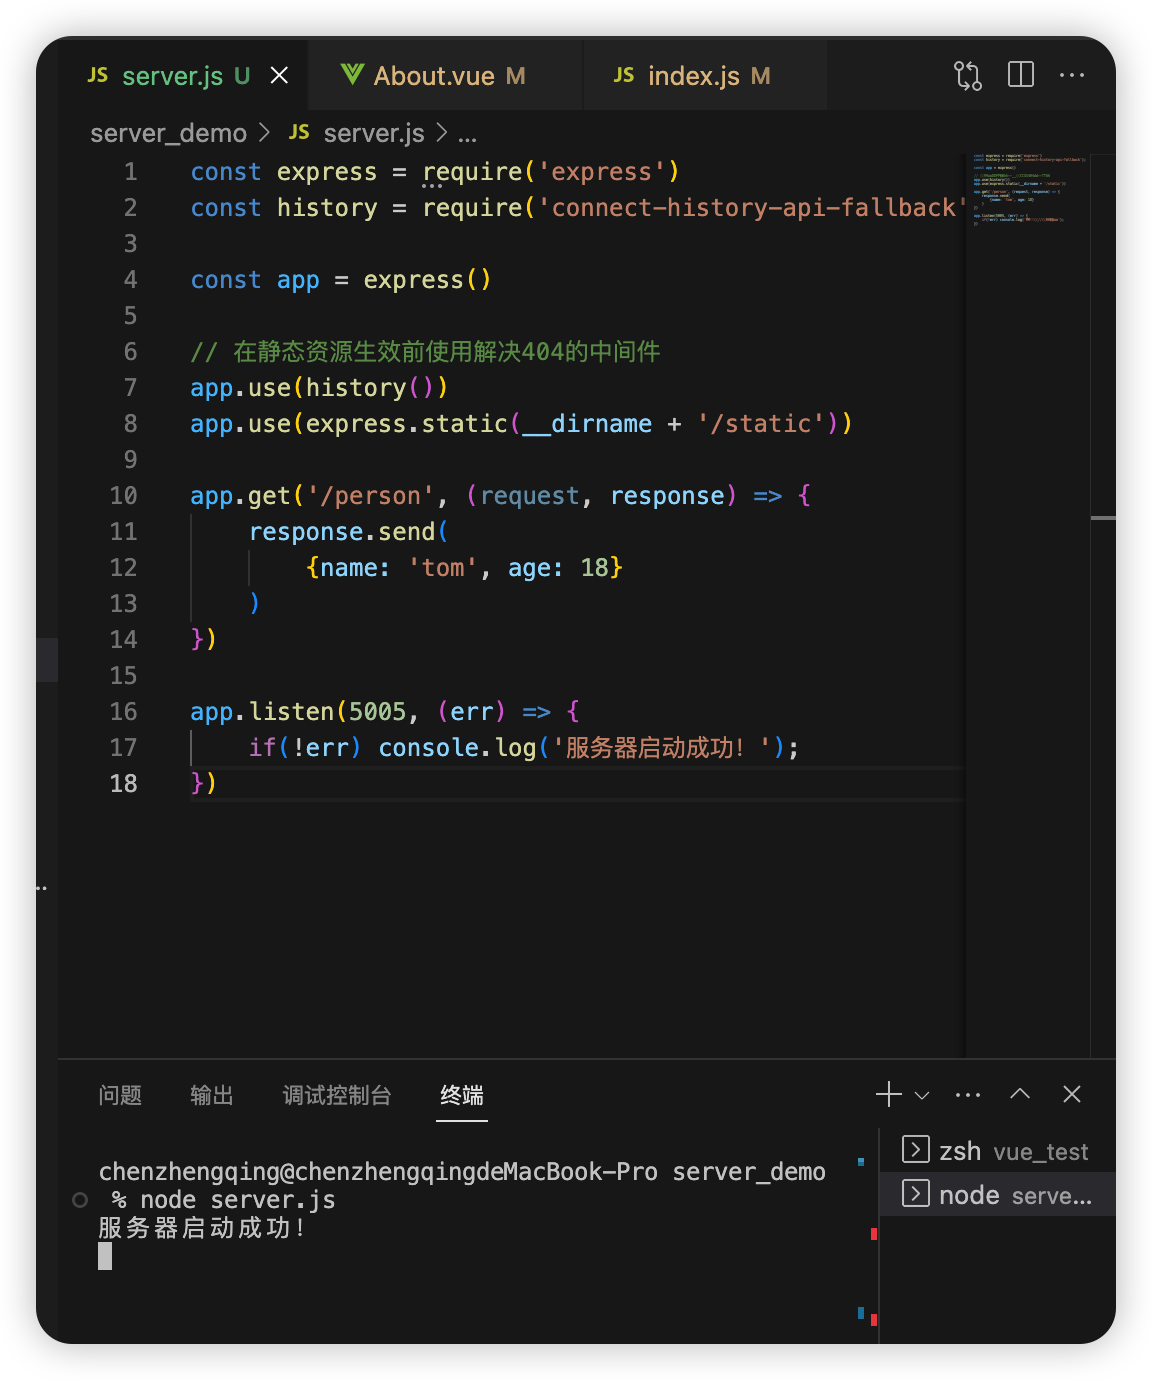 JS server.js U
About.vue M
JS index.js M
server_demo > JS server.js > ...
1 const express = require('express')
2 const history = require('connect-history-api-fallback'
3
4 const app = express()
5
6 // 在静态资源生效前使用解决404的中间件
7 app.use(history())
8 app.use(express.static(__dirname + '/static'))
9
10 app.get('/person', (request, response) => {
11 response.send(
12 {name: 'tom', age: 18}
13 )
14 })
15
16 app.listen(5005, (err) => {
17 if(!err) console.log('服务器启动成功！');
18 })
问题 输出 调试控制台 终端
chenzhengqing@chenzhengqingdeMacBook-Pro server_demo
% node server.js
服务器启动成功！
zsh vue_test
node serve...